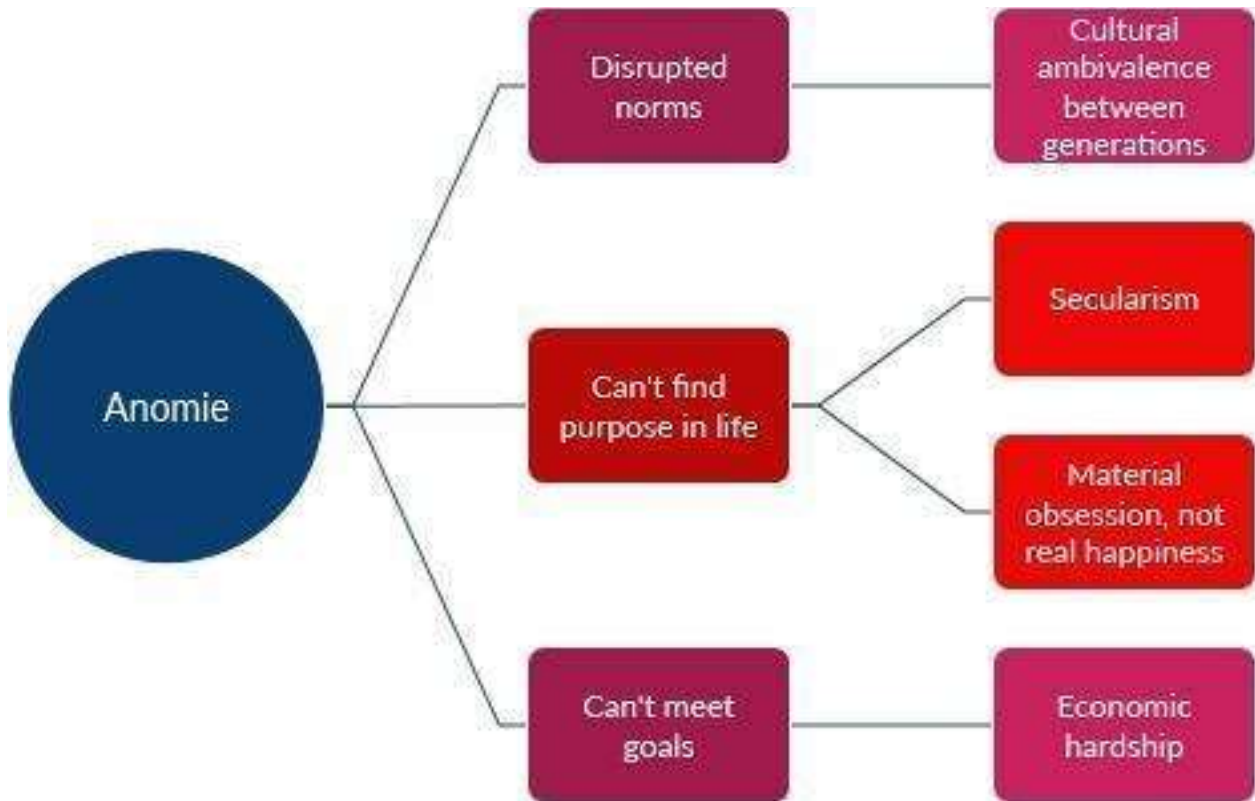 Anomie
Disrupted
norms
Cultural
ambivalence
between
generations
Can't find
purpose in life
Secularism
Material
obsession, not
real happiness
Can't meet
goals
Economic
hardship